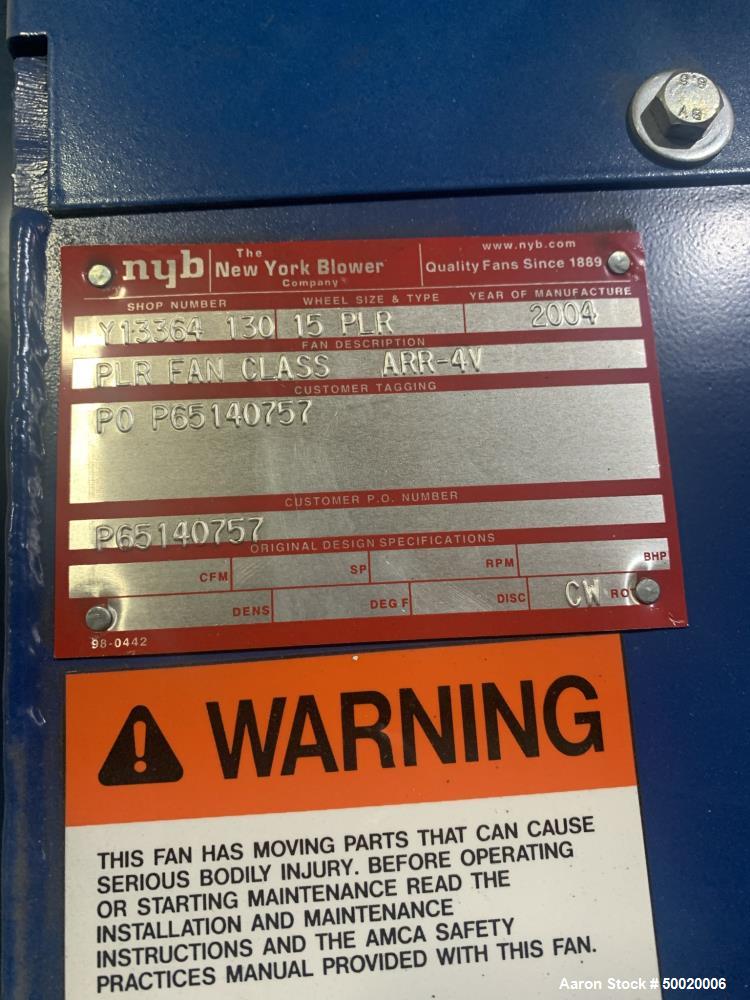 nyb The New York Blower Company
www.nyb.com
Quality Fans Since 1889
SHOP NUMBER WHEEL SIZE & TYPE YEAR OF MANUFACTURE
Y13364 130 15 PLR 2004
FAN DESCRIPTION
PLR FAN CLASS ARR-4V
CUSTOMER TAGGING
PO P65140757
CUSTOMER P.O. NUMBER
P65140757
ORIGINAL DESIGN SPECIFICATIONS
CFM SP RPM BHP
DENS DEG F DISC CW
98-0442
WARNING
THIS FAN HAS MOVING PARTS THAT CAN CAUSE
SERIOUS BODILY INJURY. BEFORE OPERATING
OR STARTING MAINTENANCE READ THE
INSTALLATION AND MAINTENANCE
INSTRUCTIONS AND THE AMCA SAFETY
PRACTICES MANUAL PROVIDED WITH THIS FAN.
Aaron Stock # 50020006